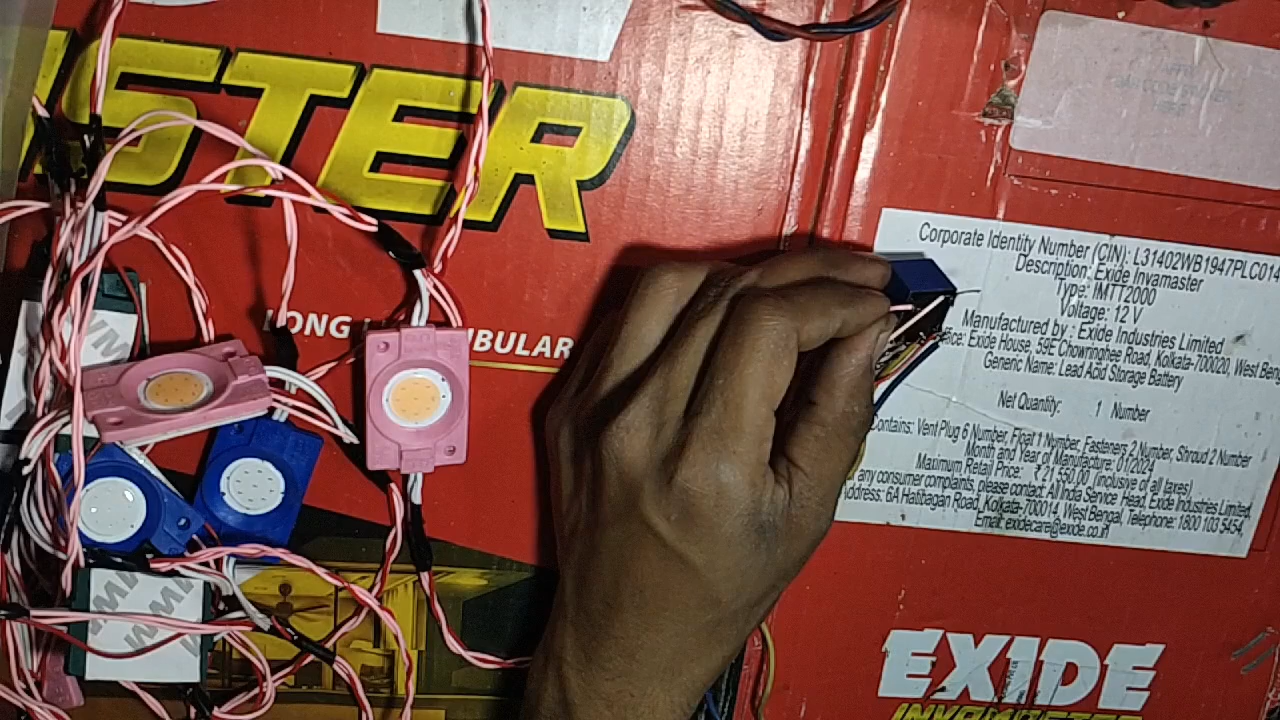 STER
LONG
BULAR
Corporate Identity Number (CIN): L31402WB1947PLC014
Description: Exide Invamaster
Type: IMTT2000
Voltage: 12 V
Manufactured by : Exide Industries Limited
Exide House, 59E Chowringhee Road, Kolkata-700020, West Ben
Generic Name: Lead Acid Storage Battery
Net Quantity: 1 Number
Contains: Vent Plug 6 Number, Float 1 Number, Fasteners 2 Number, Shroud 2 Number
Month and Year of Manufacture: 01/2024
Maximum Retail Price: ₹ 21,550.00 (inclusive of all taxes)
any consumer complaints, please contact: All India Service Head, Exide Industries Limited,
Address: 6A Hatibagan Road, Kolkata-700014, West Bengal, Telephone: 1800 103 5454,
Email: exidecare@exide.co.in
EXIDE
INVAMASTER